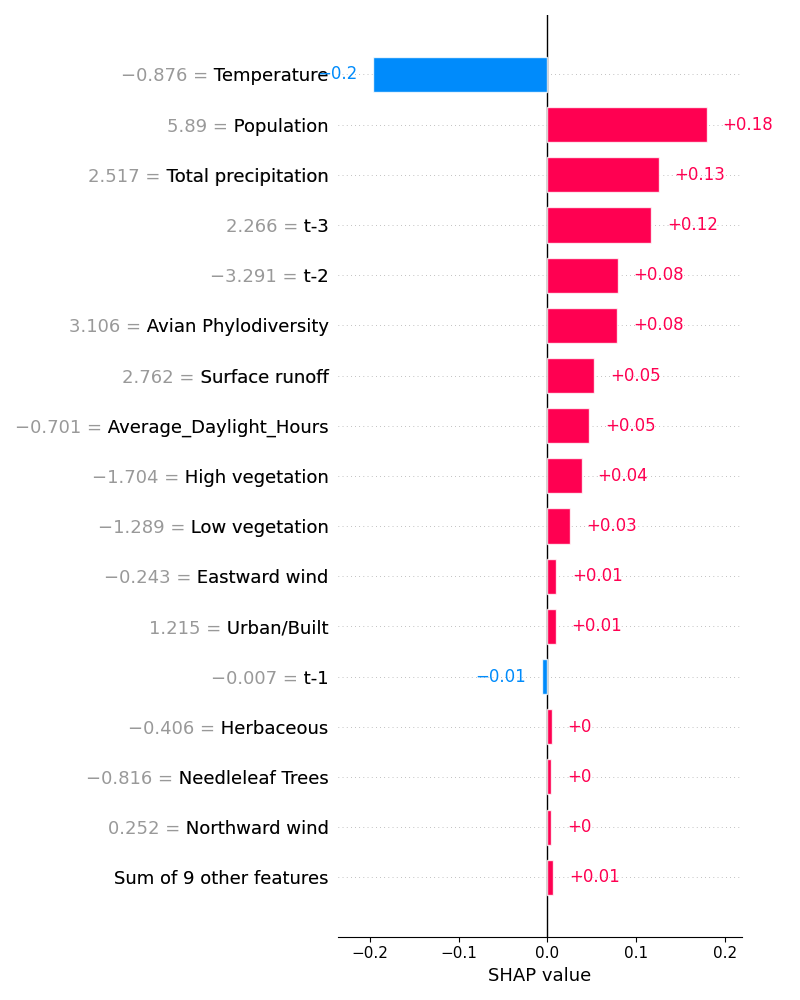 −0.876 = Temperature −0.2
5.89 = Population +0.18
2.517 = Total precipitation +0.13
2.266 = t-3 +0.12
−3.291 = t-2 +0.08
3.106 = Avian Phylodiversity +0.08
2.762 = Surface runoff +0.05
−0.701 = Average_Daylight_Hours +0.05
−1.704 = High vegetation +0.04
−1.289 = Low vegetation +0.03
−0.243 = Eastward wind +0.01
1.215 = Urban/Built +0.01
−0.007 = t-1 −0.01
−0.406 = Herbaceous +0
−0.816 = Needleleaf Trees +0
0.252 = Northward wind +0
Sum of 9 other features +0.01
−0.2 −0.1 0.0 0.1 0.2
SHAP value